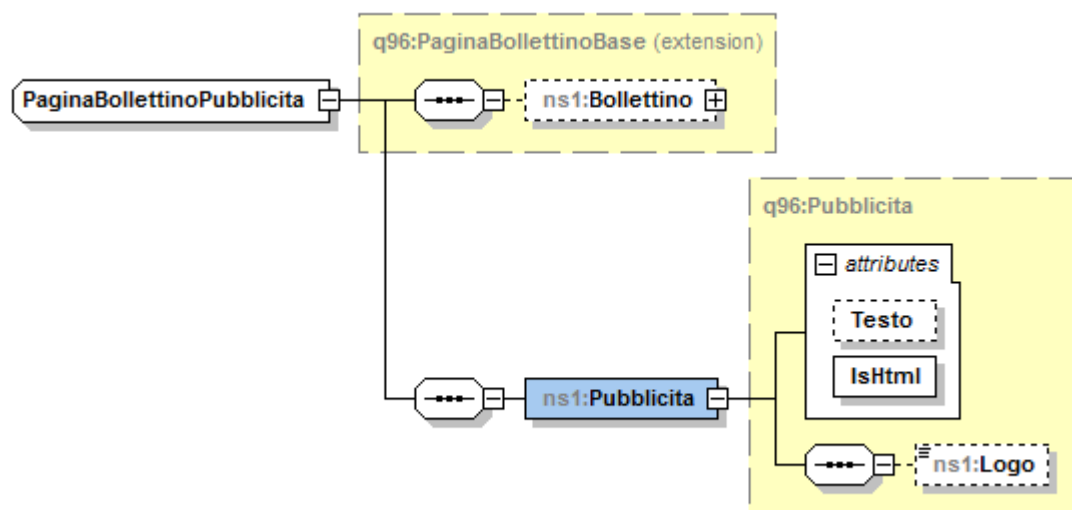 q96:PaginaBollettinoBase (extension)
PaginaBollettinoPubblicita
ns1:Bollettino
q96:Pubblicita
attributes
Testo
IsHtml
ns1:Pubblicita
ns1:Logo